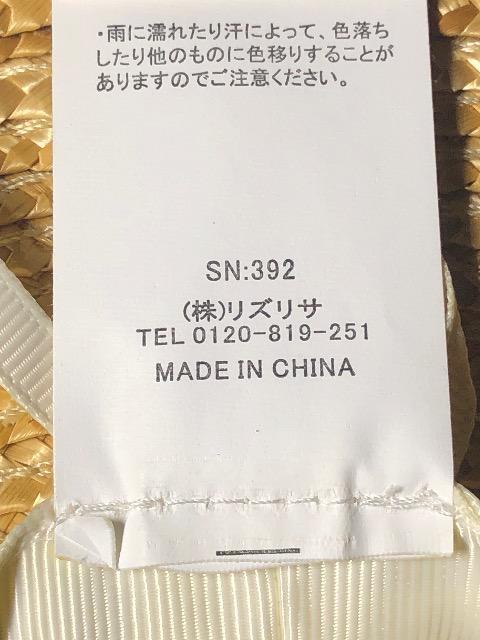 ・雨に濡れたり汗によって、色落ち
したり他のものに色移りすることが
ありますのでご注意ください。
SN:392
(株)リズリサ
TEL 0120-819-251
MADE IN CHINA